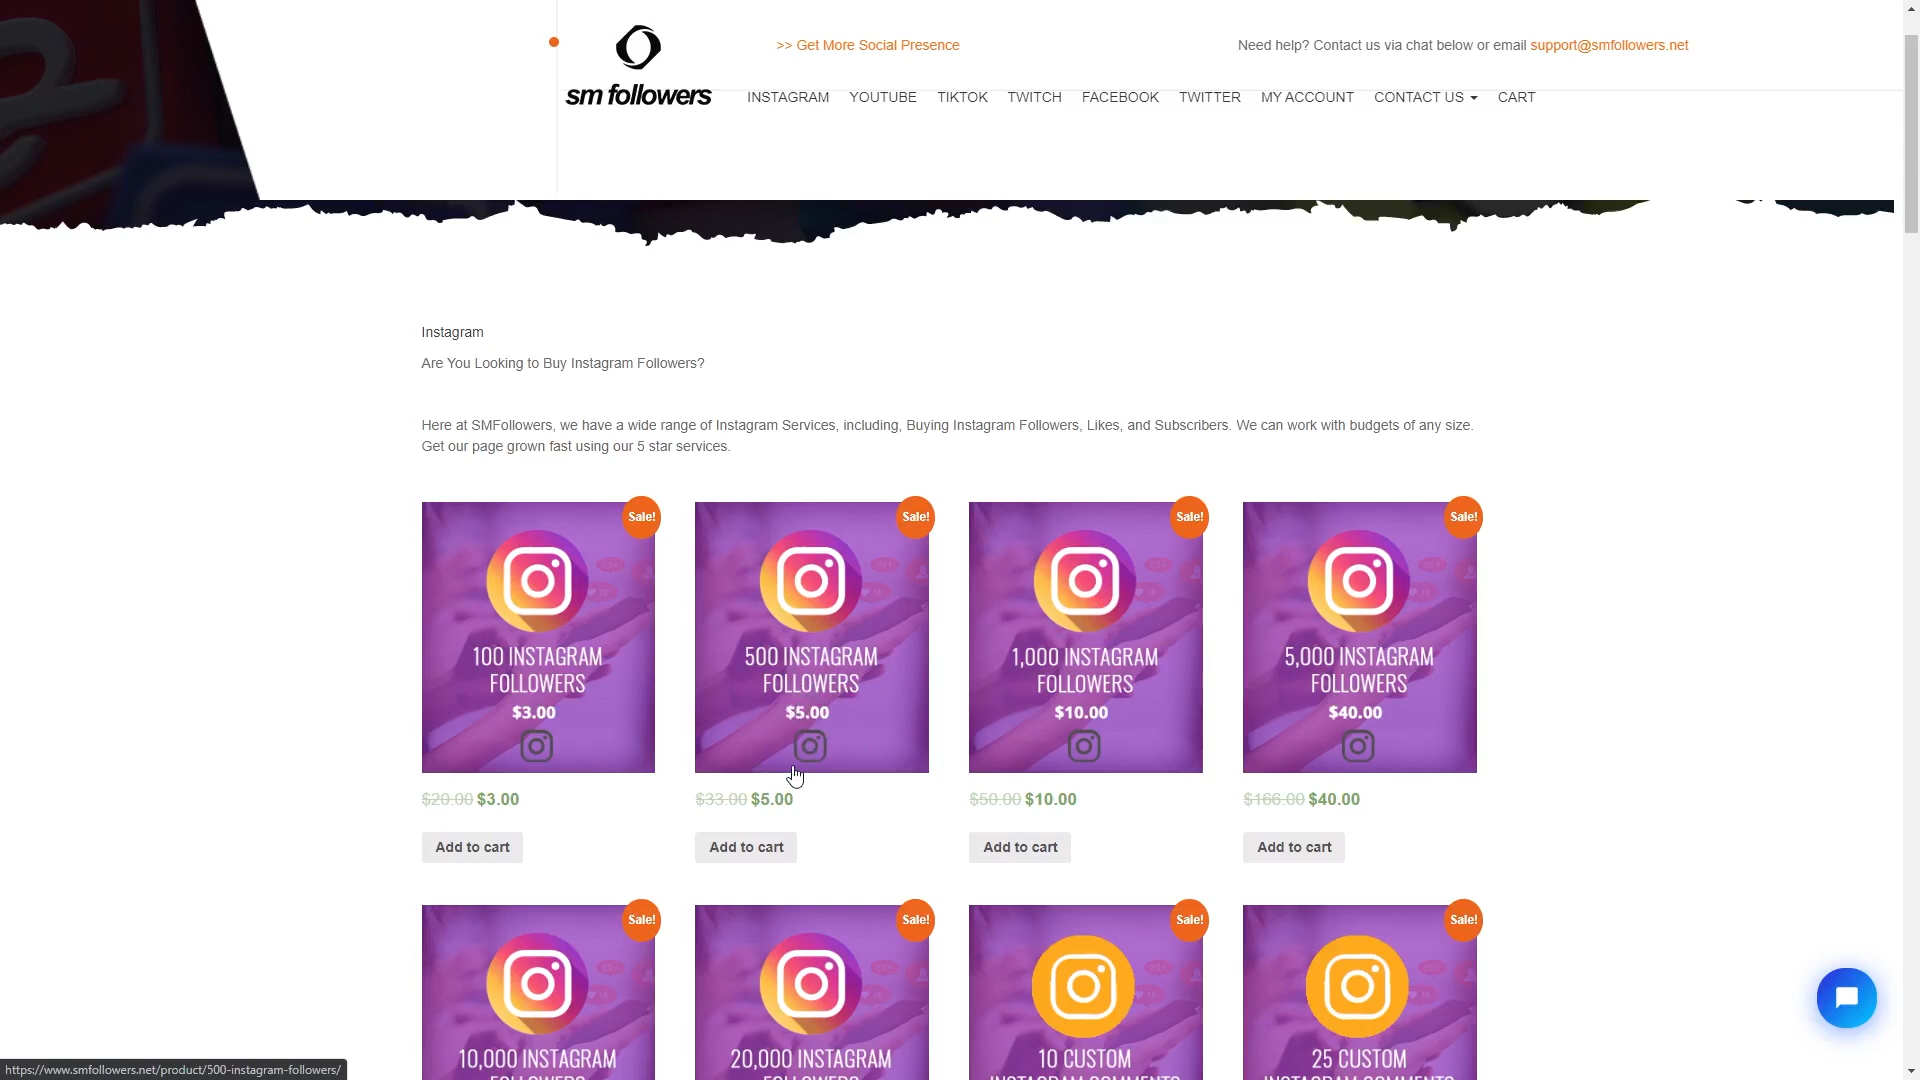 >> Get More Social Presence
Need help? Contact us via chat below or email support@smfollowers.net
sm followers
INSTAGRAM YOUTUBE TIKTOK TWITCH FACEBOOK TWITTER MY ACCOUNT CONTACT US CART
Instagram
Are You Looking to Buy Instagram Followers?
Here at SMFollowers, we have a wide range of Instagram Services, including, Buying Instagram Followers, Likes, and Subscribers. We can work with budgets of any size.
Get our page grown fast using our 5 star services.
Sale! Sale! Sale! Sale!
100 INSTAGRAM
FOLLOWERS
$3.00
500 INSTAGRAM
FOLLOWERS
$5.00
1,000 INSTAGRAM
FOLLOWERS
$10.00
5,000 INSTAGRAM
FOLLOWERS
$40.00
$20.00 $3.00
$33.00 $5.00
$50.00 $10.00
$166.00 $40.00
Add to cart
Add to cart
Add to cart
Add to cart
Sale! Sale! Sale! Sale!
10,000 INSTAGRAM
FOLLOWERS
20,000 INSTAGRAM
FOLLOWERS
10 CUSTOM
INSTAGRAM COMMENTS
25 CUSTOM
INSTAGRAM COMMENTS
https://www.smfollowers.net/product/500-instagram-followers/